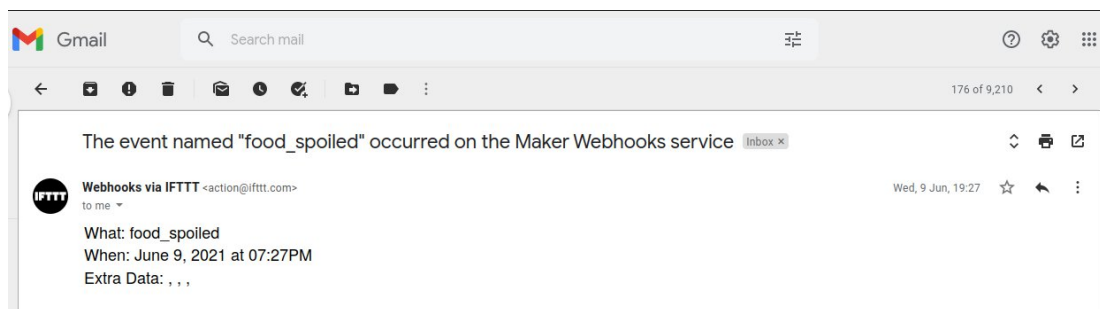 Gmail
Search mail
176 of 9,210
The event named "food_spoiled" occurred on the Maker Webhooks service Inbox ×
IFTTT
Webhooks via IFTTT <action@ifttt.com>
Wed, 9 Jun, 19:27
to me
What: food_spoiled
When: June 9, 2021 at 07:27PM
Extra Data: , , ,